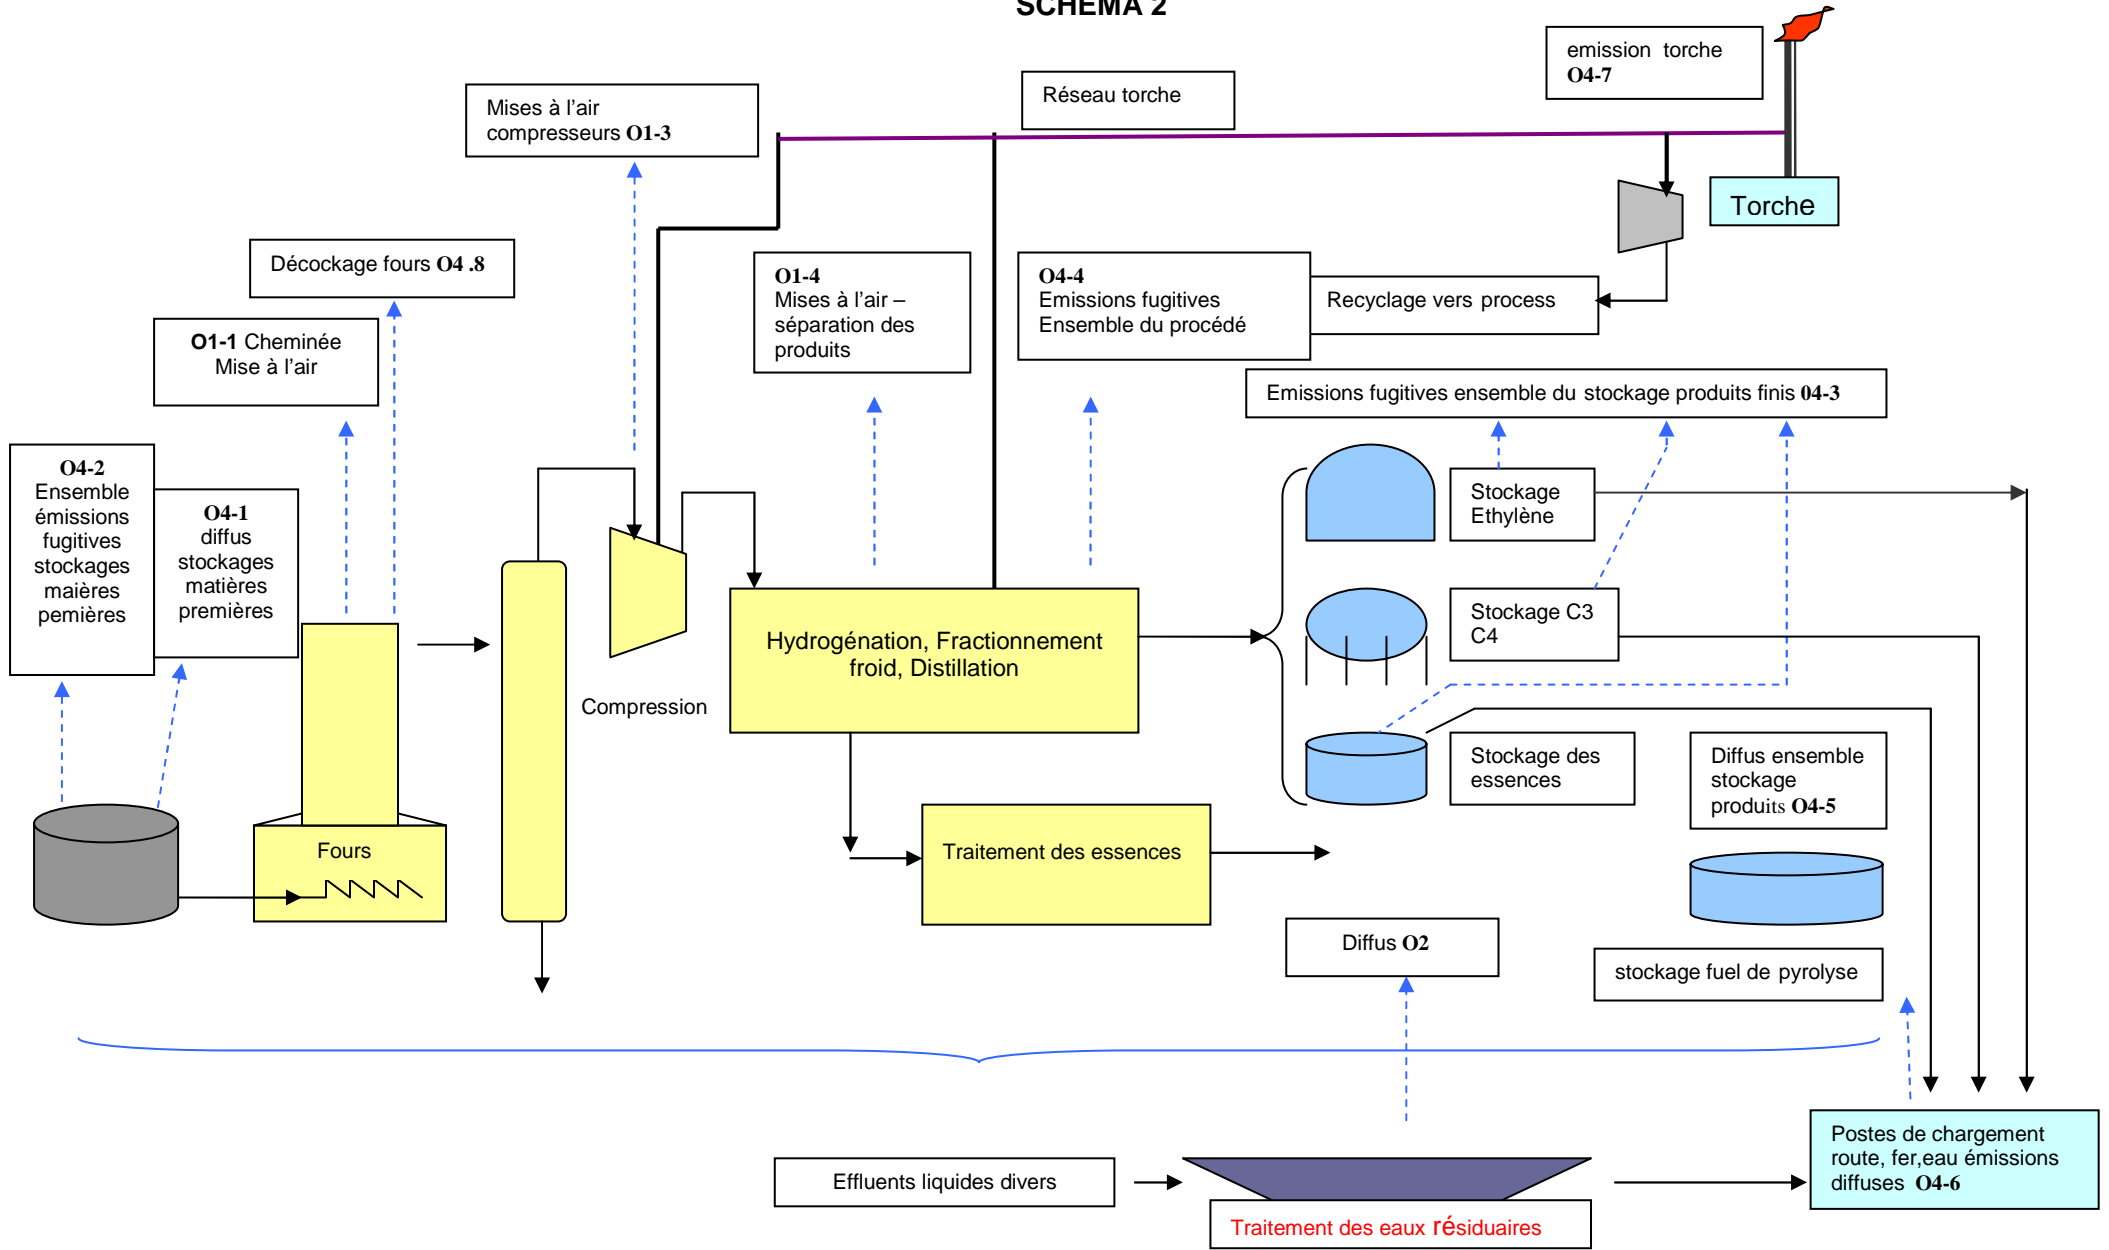 SCHEMA 2
emission torche
O4-7
Réseau torche
Mises à l'air
compresseurs O1-3
Torche
Décockage fours O4 .8
O1-4
Mises à l'air –
séparation des
produits
O4-4
Emissions fugitives
Ensemble du procédé
Recyclage vers process
O1-1 Cheminée
Mise à l'air
Emissions fugitives ensemble du stockage produits finis 04-3
O4-2
Ensemble
émissions
fugitives
stockages
maières
pemières
O4-1
diffus
stockages
matières
premières
Stockage
Ethylène
Stockage C3
C4
Hydrogénation, Fractionnement
froid, Distillation
Compression
Stockage des
essences
Diffus ensemble
stockage
produits O4-5
Fours
Traitement des essences
Diffus O2
stockage fuel de pyrolyse
Postes de chargement
route, fer,eau émissions
diffuses O4-6
Effluents liquides divers
Traitement des eaux résiduaires